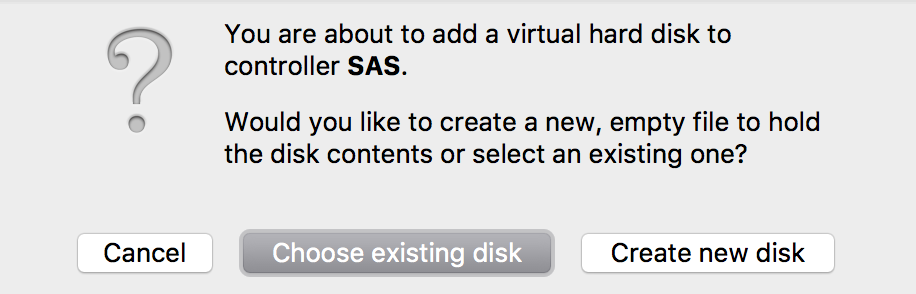 You are about to add a virtual hard disk to
controller SAS.
Would you like to create a new, empty file to hold
the disk contents or select an existing one?
Cancel
Choose existing disk
Create new disk